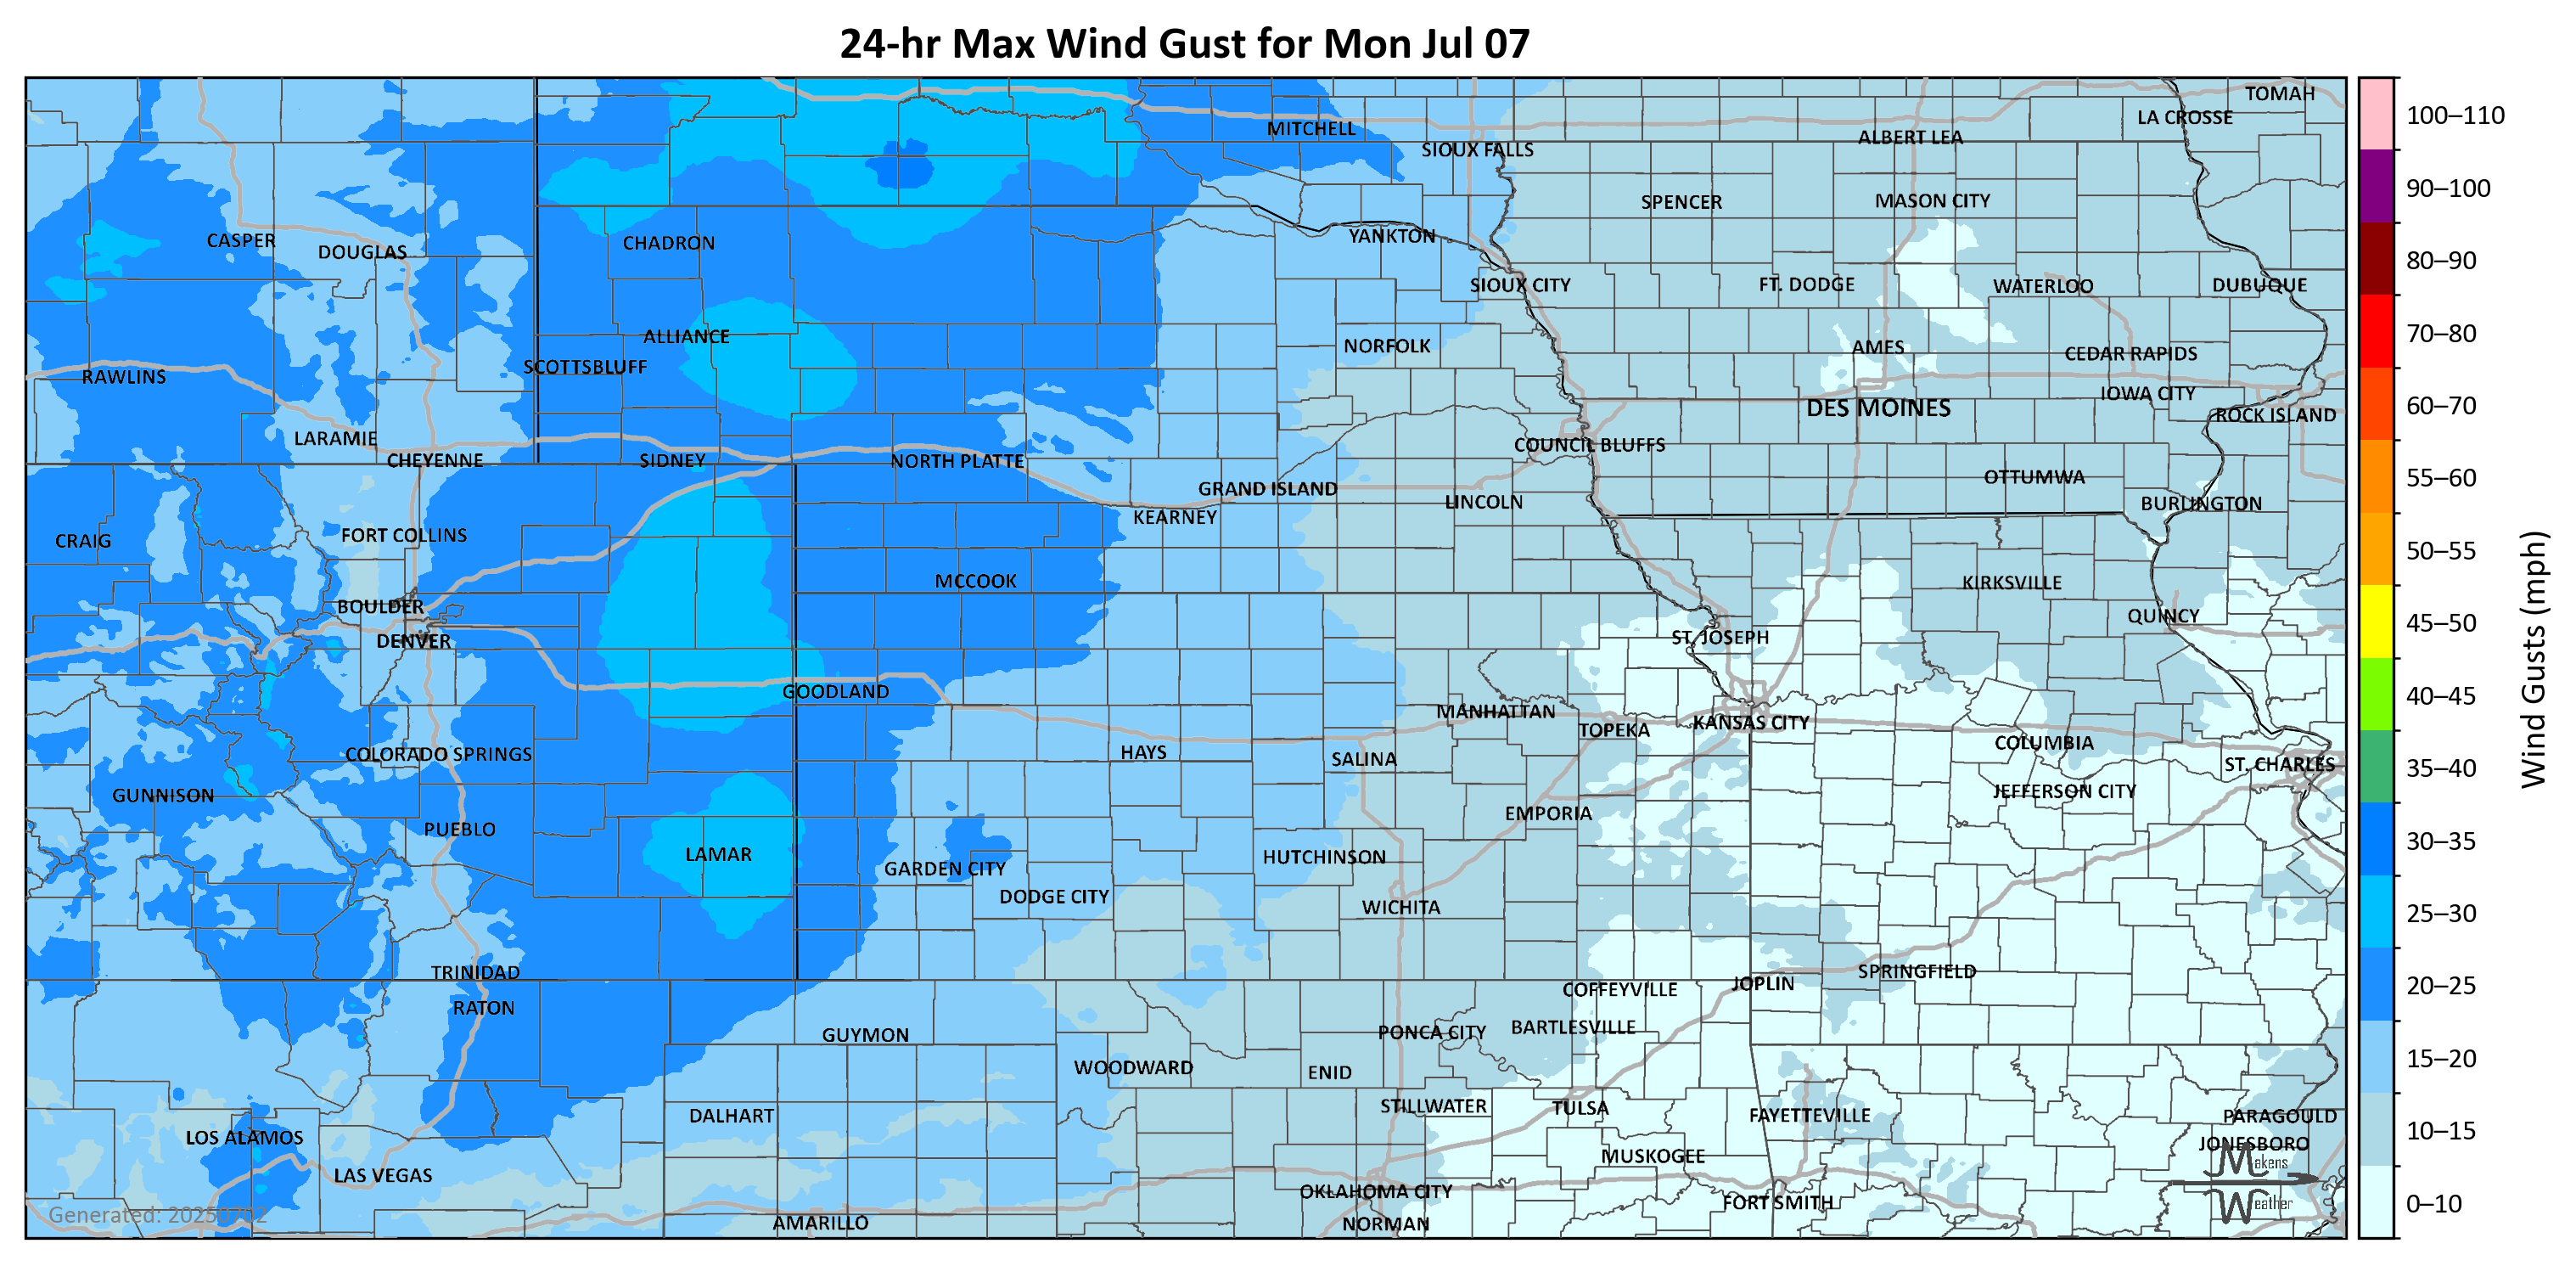 24-hr Max Wind Gust for Mon Jul 07
TOMAH
LA CROSSE
MITCHELL
ALBERT LEA
SIOUX FALLS
SPENCER
MASON CITY
CASPER
DOUGLAS
CHADRON
YANKTON
SIOUX CITY
FT. DODGE
WATERLOO
DUBUQUE
ALLIANCE
NORFOLK
AMES
CEDAR RAPIDS
SCOTTSBLUFF
RAWLINS
IOWA CITY
DES MOINES
ROCK ISLAND
LARAMIE
COUNCIL BLUFFS
CHEYENNE
SIDNEY
NORTH PLATTE
OTTUMWA
GRAND ISLAND
LINCOLN
BURLINGTON
KEARNEY
CRAIG
FORT COLLINS
MCCOOK
KIRKSVILLE
BOULDER
QUINCY
DENVER
ST. JOSEPH
GOODLAND
MANHATTAN
TOPEKA
KANSAS CITY
COLORADO SPRINGS
HAYS
SALINA
COLUMBIA
ST. CHARLES
GUNNISON
JEFFERSON CITY
EMPORIA
PUEBLO
LAMAR
GARDEN CITY
HUTCHINSON
DODGE CITY
WICHITA
TRINIDAD
SPRINGFIELD
JOPLIN
COFFEYVILLE
RATON
GUYMON
PONCA CITY
BARTLESVILLE
WOODWARD
ENID
DALHART
STILLWATER
TULSA
FAYETTEVILLE
PARAGOULD
LOS ALAMOS
JONESBORO
LAS VEGAS
MUSKOGEE
OKLAHOMA CITY
FORT SMITH
AMARILLO
NORMAN
Generated: 20250702
Makens
Weather
100–110
90–100
80–90
70–80
60–70
55–60
50–55
45–50
40–45
35–40
30–35
25–30
20–25
15–20
10–15
0–10
Wind Gusts (mph)